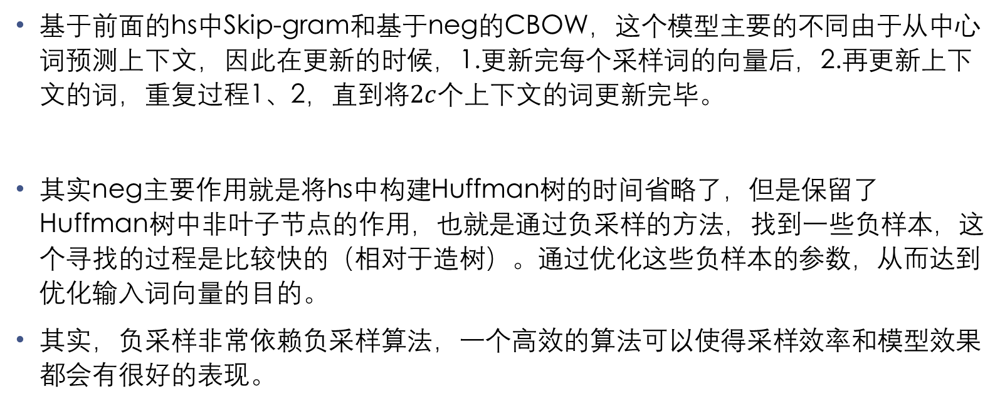 • 基于前面的hs中Skip-gram和基于neg的CBOW，这个模型主要的不同由于从中心
词预测上下文，因此在更新的时候，1.更新完每个采样词的向量后，2.再更新上下
文的词，重复过程1、2，直到将2c个上下文的词更新完毕。
• 其实neg主要作用就是将hs中构建Huffman树的时间省略了，但是保留了
Huffman树中非叶子节点的作用，也就是通过负采样的方法，找到一些负样本，这
个寻找的过程是比较快的（相对于造树）。通过优化这些负样本的参数，从而达到
优化输入词向量的目的。
• 其实，负采样非常依赖负采样算法，一个高效的算法可以使得采样效率和模型效果
都会有很好的表现。